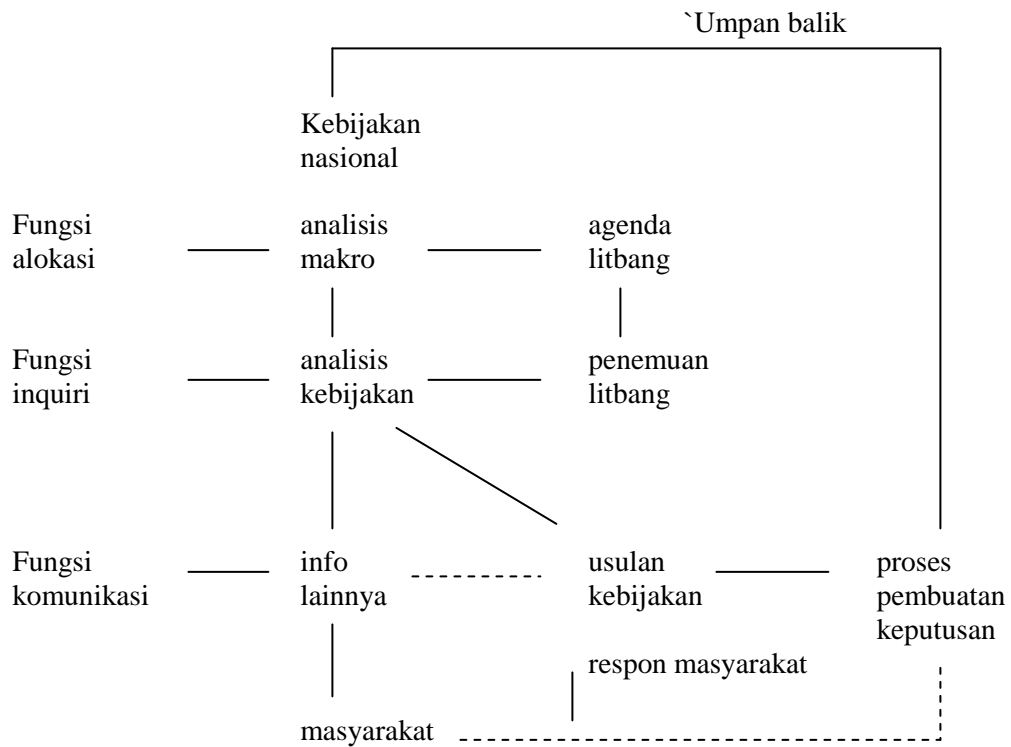 `Umpan balik
Kebijakan
nasional
Fungsi
alokasi
analisis
makro
agenda
litbang
Fungsi
inquiri
analisis
kebijakan
penemuan
litbang
Fungsi
komunikasi
info
lainnya
usulan
kebijakan
proses
pembuatan
keputusan
respon masyarakat
masyarakat